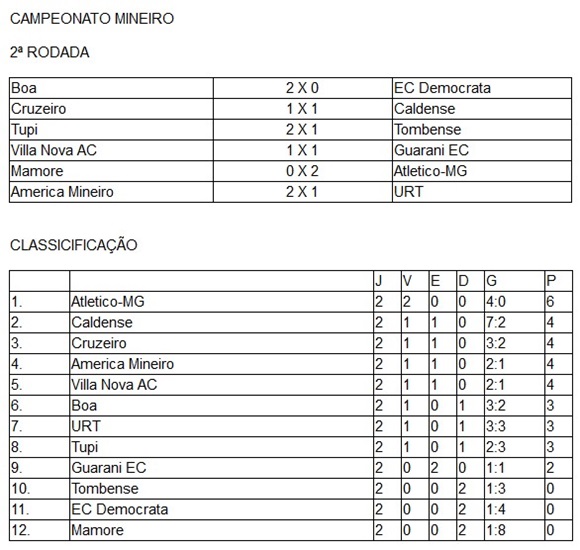 CAMPEONATO MINEIRO
2ª RODADA
Boa 2 X 0 EC Democrata
Cruzeiro 1 X 1 Caldense
Tupi 2 X 1 Tombense
Villa Nova AC 1 X 1 Guarani EC
Mamore 0 X 2 Atletico-MG
America Mineiro 2 X 1 URT
CLASSICIFICAÇÃO
J V E D G P
1. Atletico-MG 2 2 0 0 4:0 6
2. Caldense 2 1 1 0 7:2 4
3. Cruzeiro 2 1 1 0 3:2 4
4. America Mineiro 2 1 1 0 2:1 4
5. Villa Nova AC 2 1 1 0 2:1 4
6. Boa 2 1 0 1 3:2 3
7. URT 2 1 0 1 3:3 3
8. Tupi 2 1 0 1 2:3 3
9. Guarani EC 2 0 2 0 1:1 2
10. Tombense 2 0 0 2 1:3 0
11. EC Democrata 2 0 0 2 1:4 0
12. Mamore 2 0 0 2 1:8 0